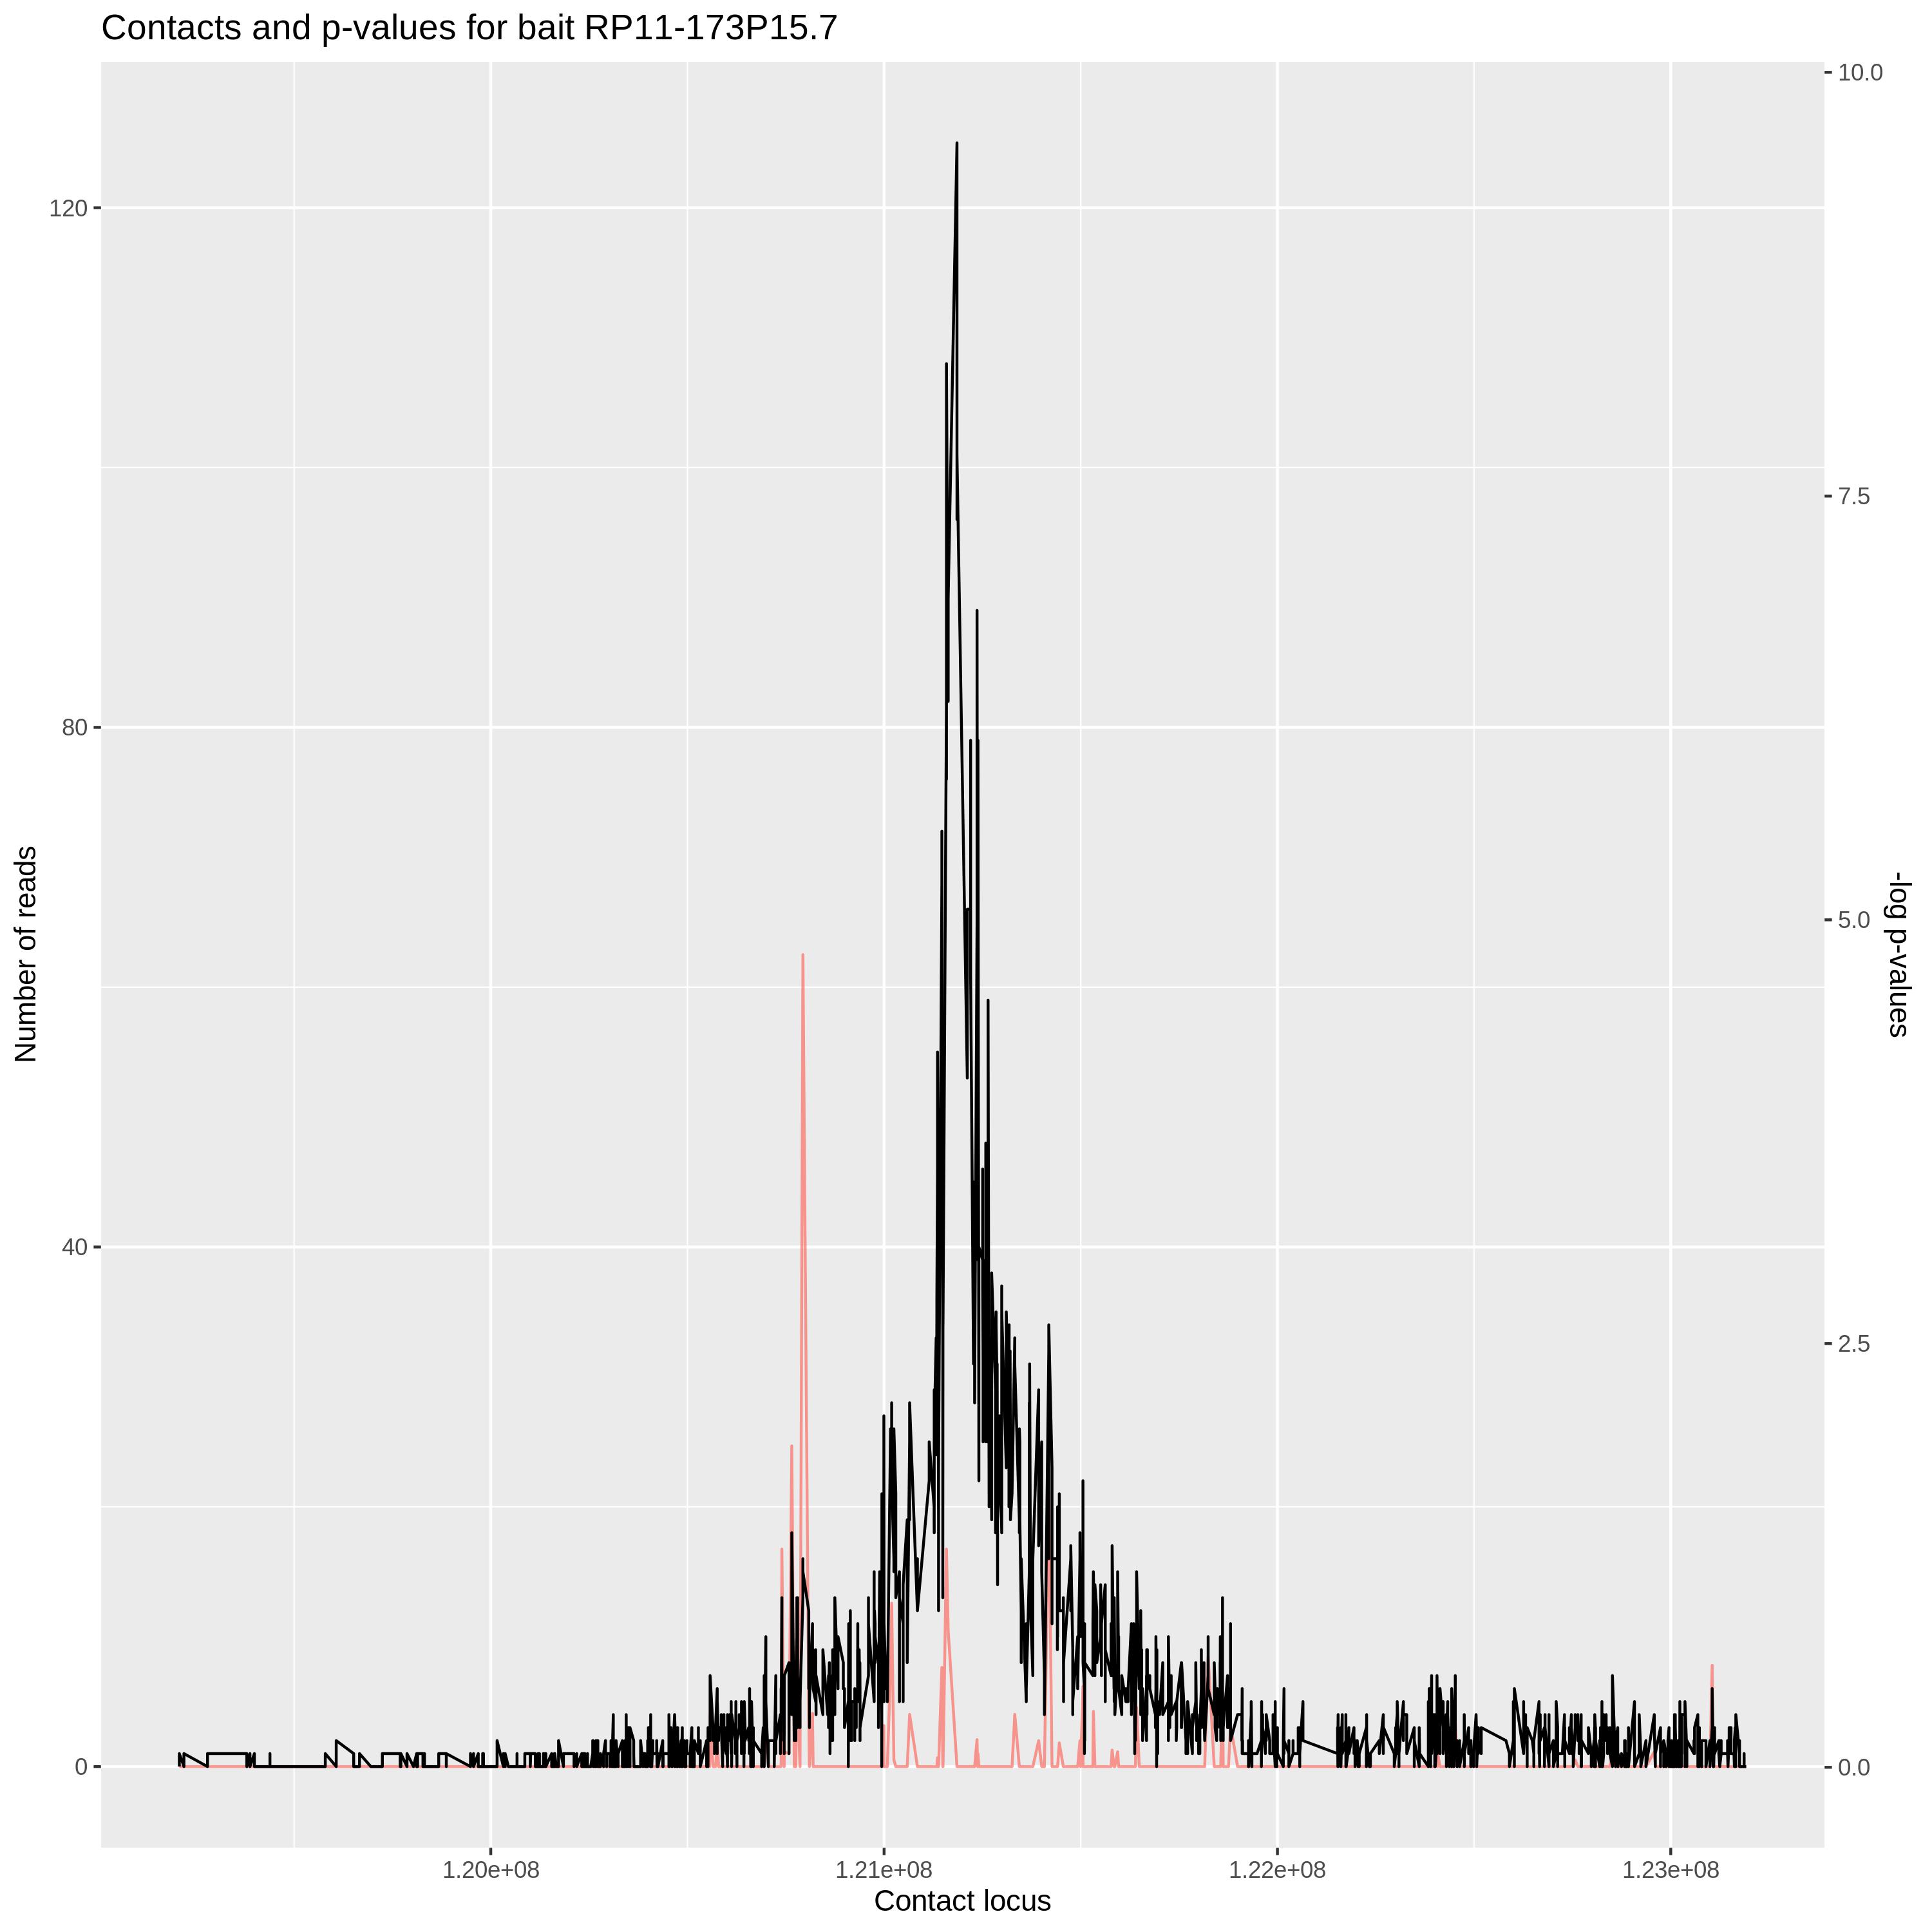 Contacts and p-values for bait RP11-173P15.7
10.0
120
7.5
80
5.0
Number of reads
-log p-values
40
2.5
0
0.0
1.20e+08 1.21e+08 1.22e+08 1.23e+08
Contact locus